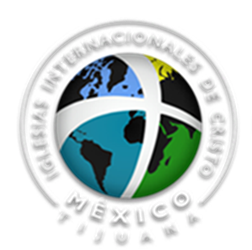 IGLESIAS INTERNACIONALES DE CRISTO
MÉXICO
TIJUANA